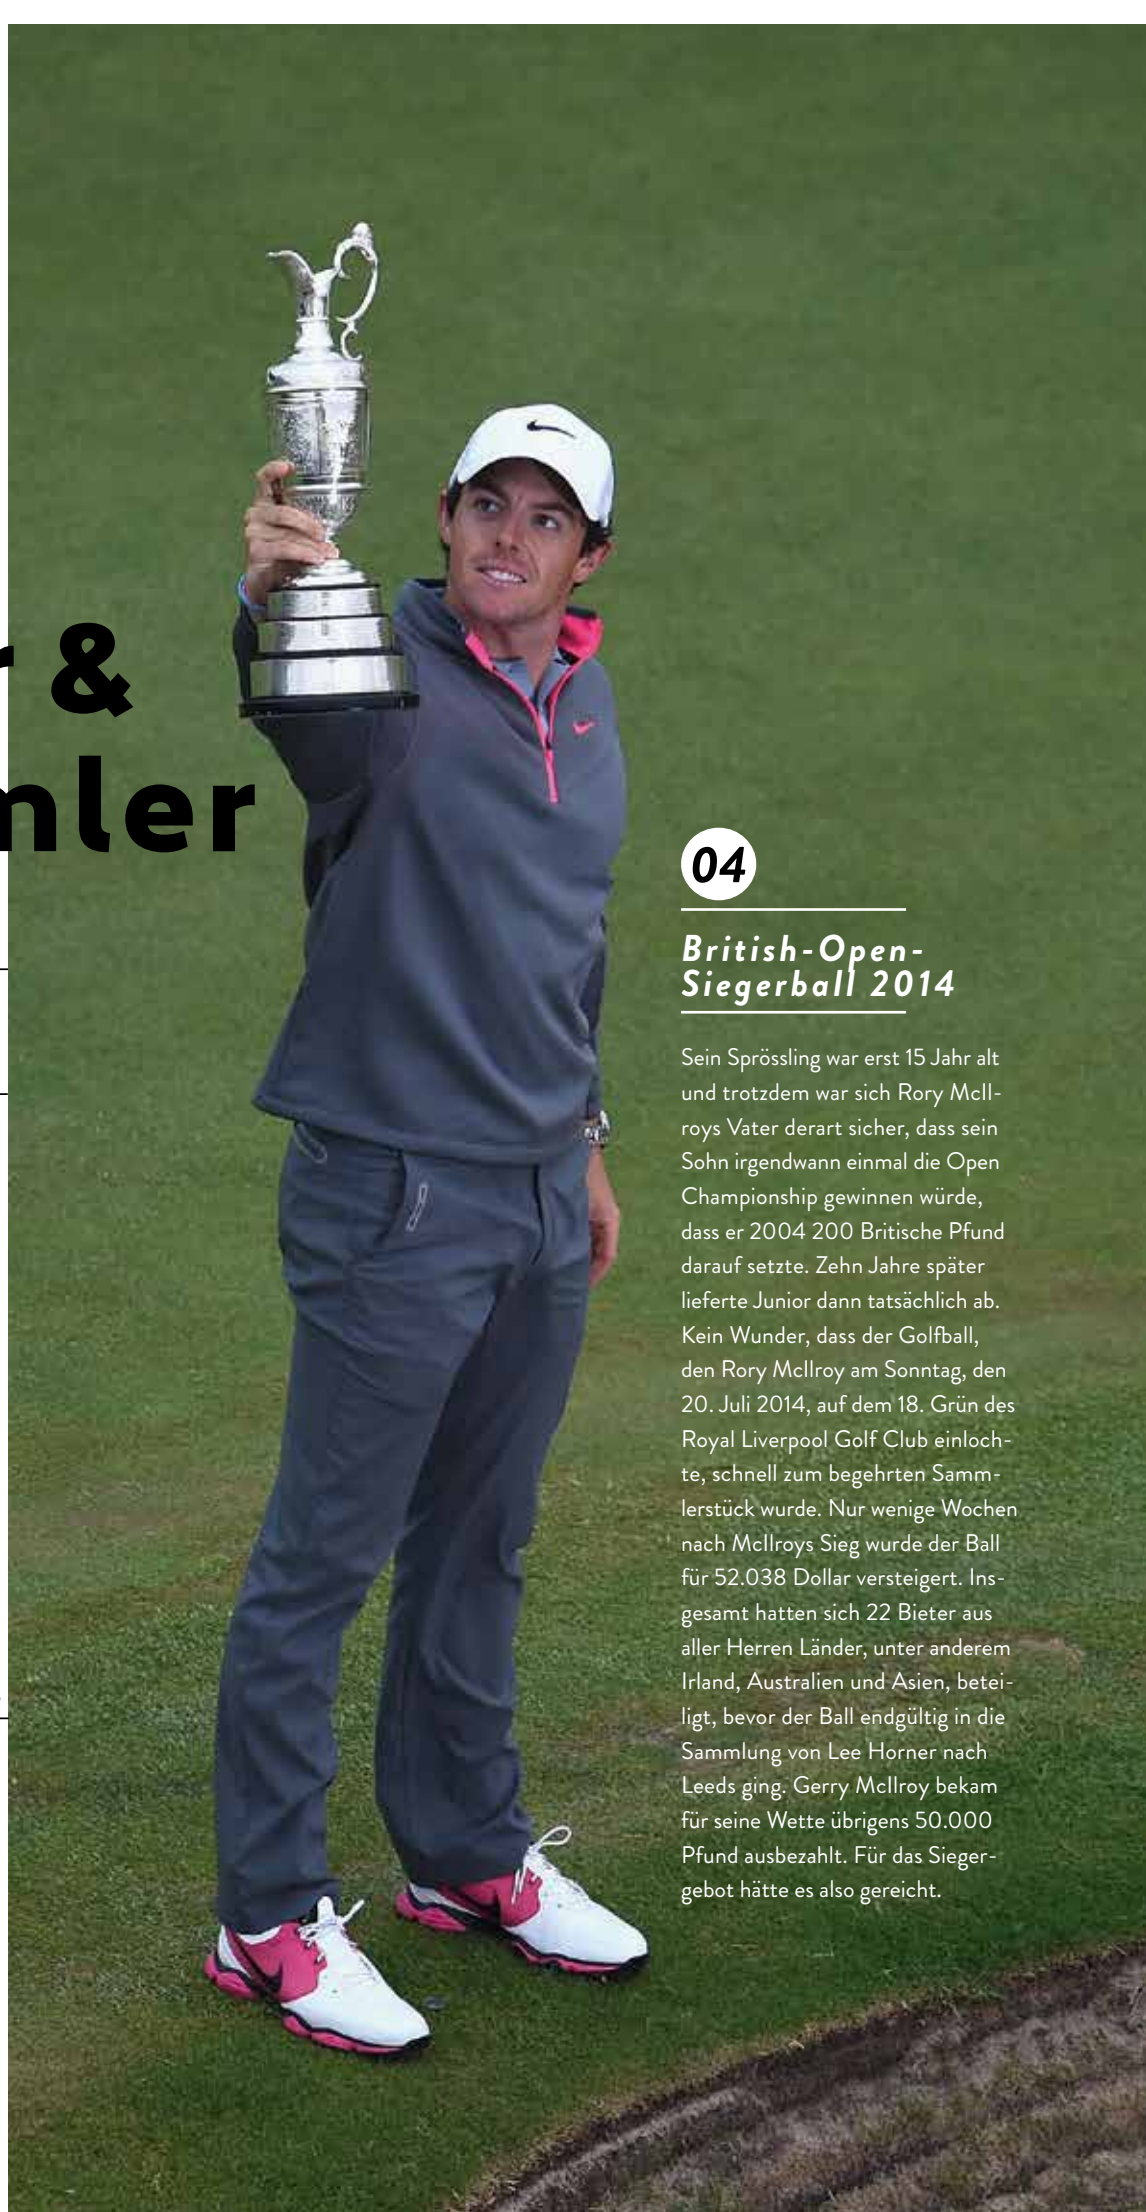 &
mler
04
British-Open-
Siegerball 2014
Sein Sprössling war erst 15 Jahr alt
und trotzdem war sich Rory McIl-
roys Vater derart sicher, dass sein
Sohn irgendwann einmal die Open
Championship gewinnen würde,
dass er 2004 200 Britische Pfund
darauf setzte. Zehn Jahre später
lieferte Junior dann tatsächlich ab.
Kein Wunder, dass der Golfball,
den Rory McIlroy am Sonntag, den
20. Juli 2014, auf dem 18. Grün des
Royal Liverpool Golf Club einloch-
te, schnell zum begehrten Samm-
lerstück wurde. Nur wenige Wochen
nach McIlroys Sieg wurde der Ball
für 52.038 Dollar versteigert. Ins-
gesamt hatten sich 22 Bieter aus
aller Herren Länder, unter anderem
Irland, Australien und Asien, betei-
ligt, bevor der Ball endgültig in die
Sammlung von Lee Horner nach
Leeds ging. Gerry McIlroy bekam
für seine Wette übrigens 50.000
Pfund ausbezahlt. Für das Sieger-
gebot hätte es also gereicht.